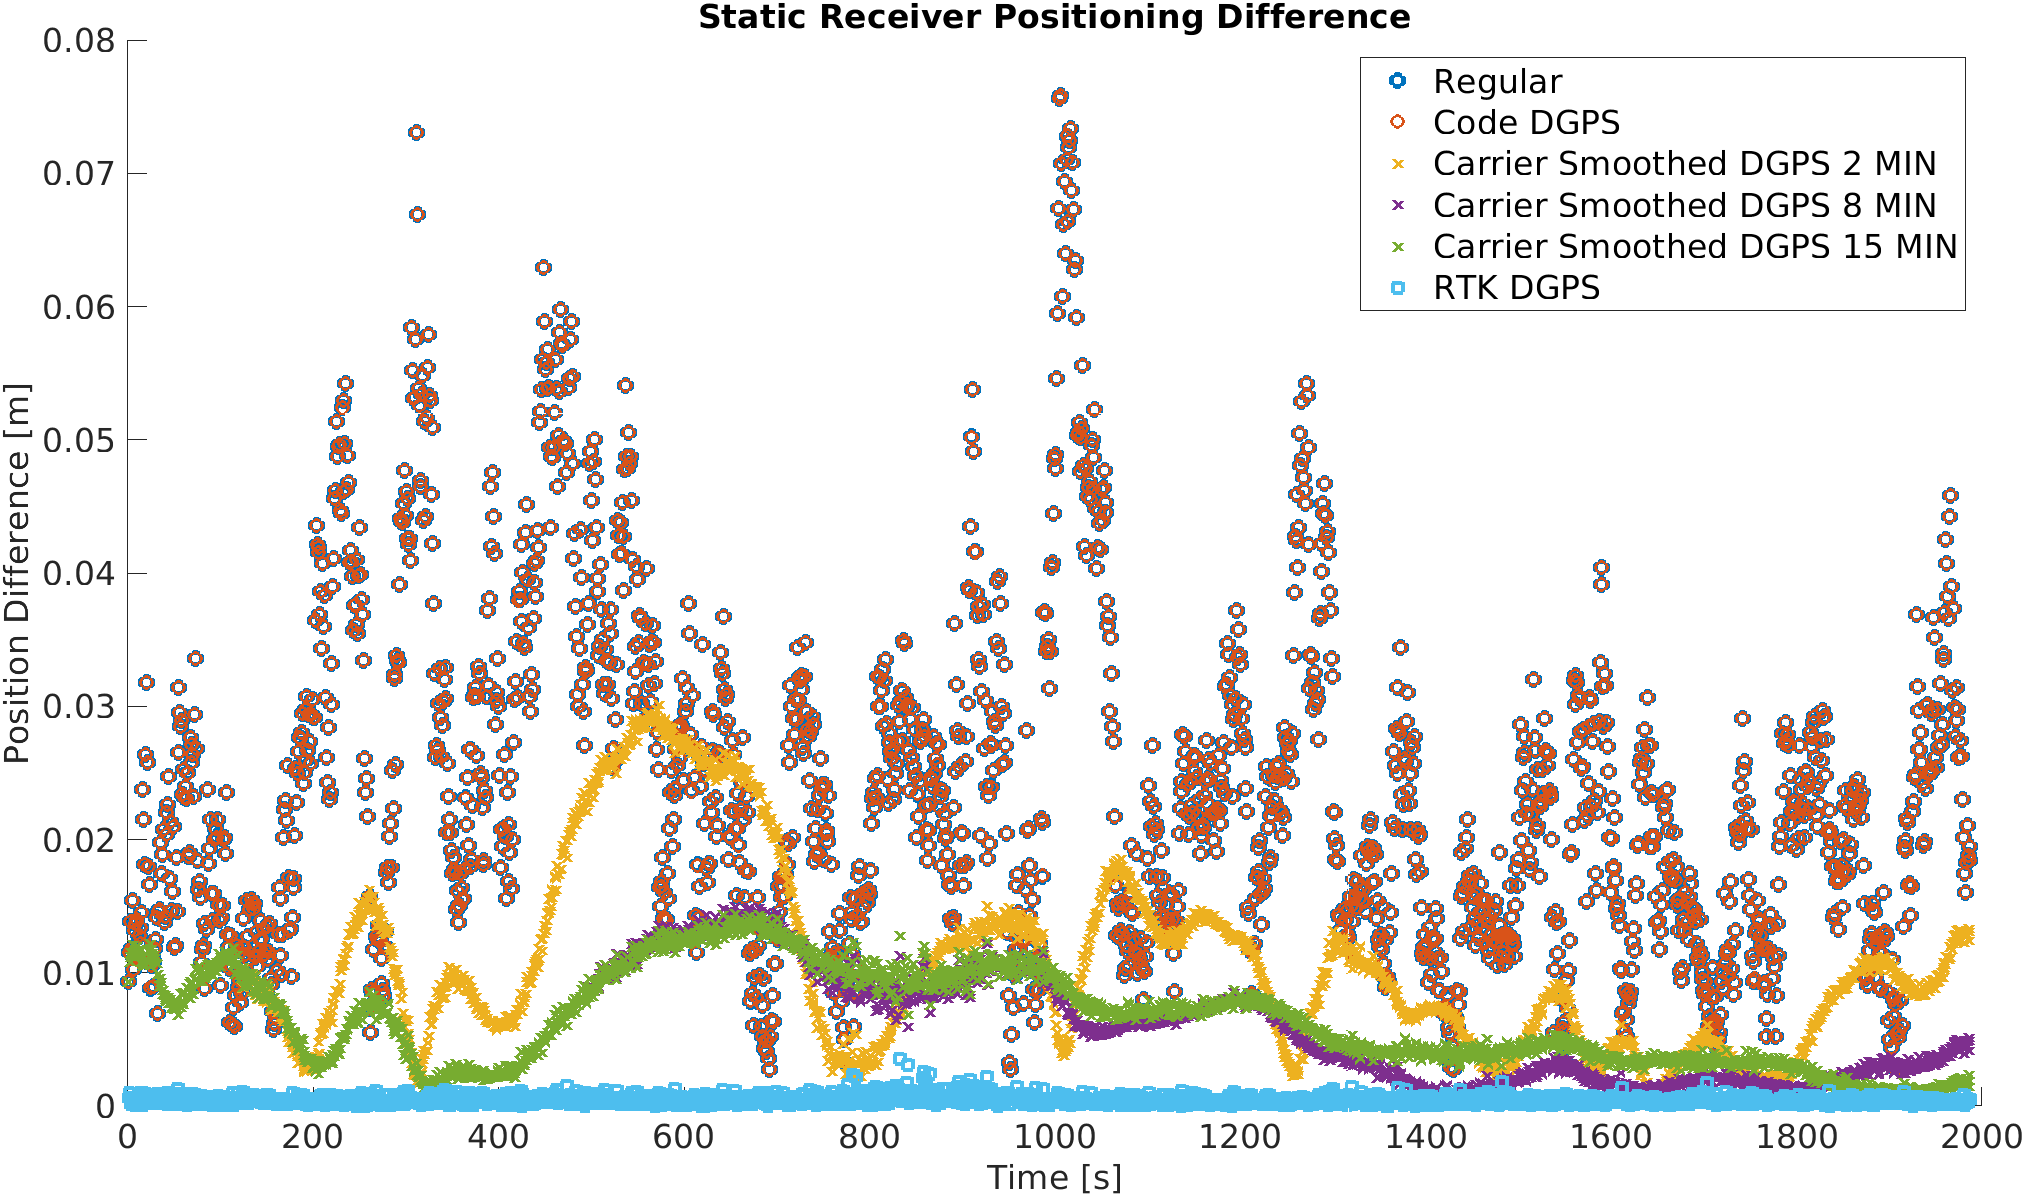 Static Receiver Positioning Difference
0.08
0.07
0.06
0.05
0.04
0.03
0.02
0.01
0
Position Difference [m]
Regular
Code DGPS
Carrier Smoothed DGPS 2 MIN
Carrier Smoothed DGPS 8 MIN
Carrier Smoothed DGPS 15 MIN
RTK DGPS
0 200 400 600 800 1000 1200 1400 1600 1800 2000
Time [s]